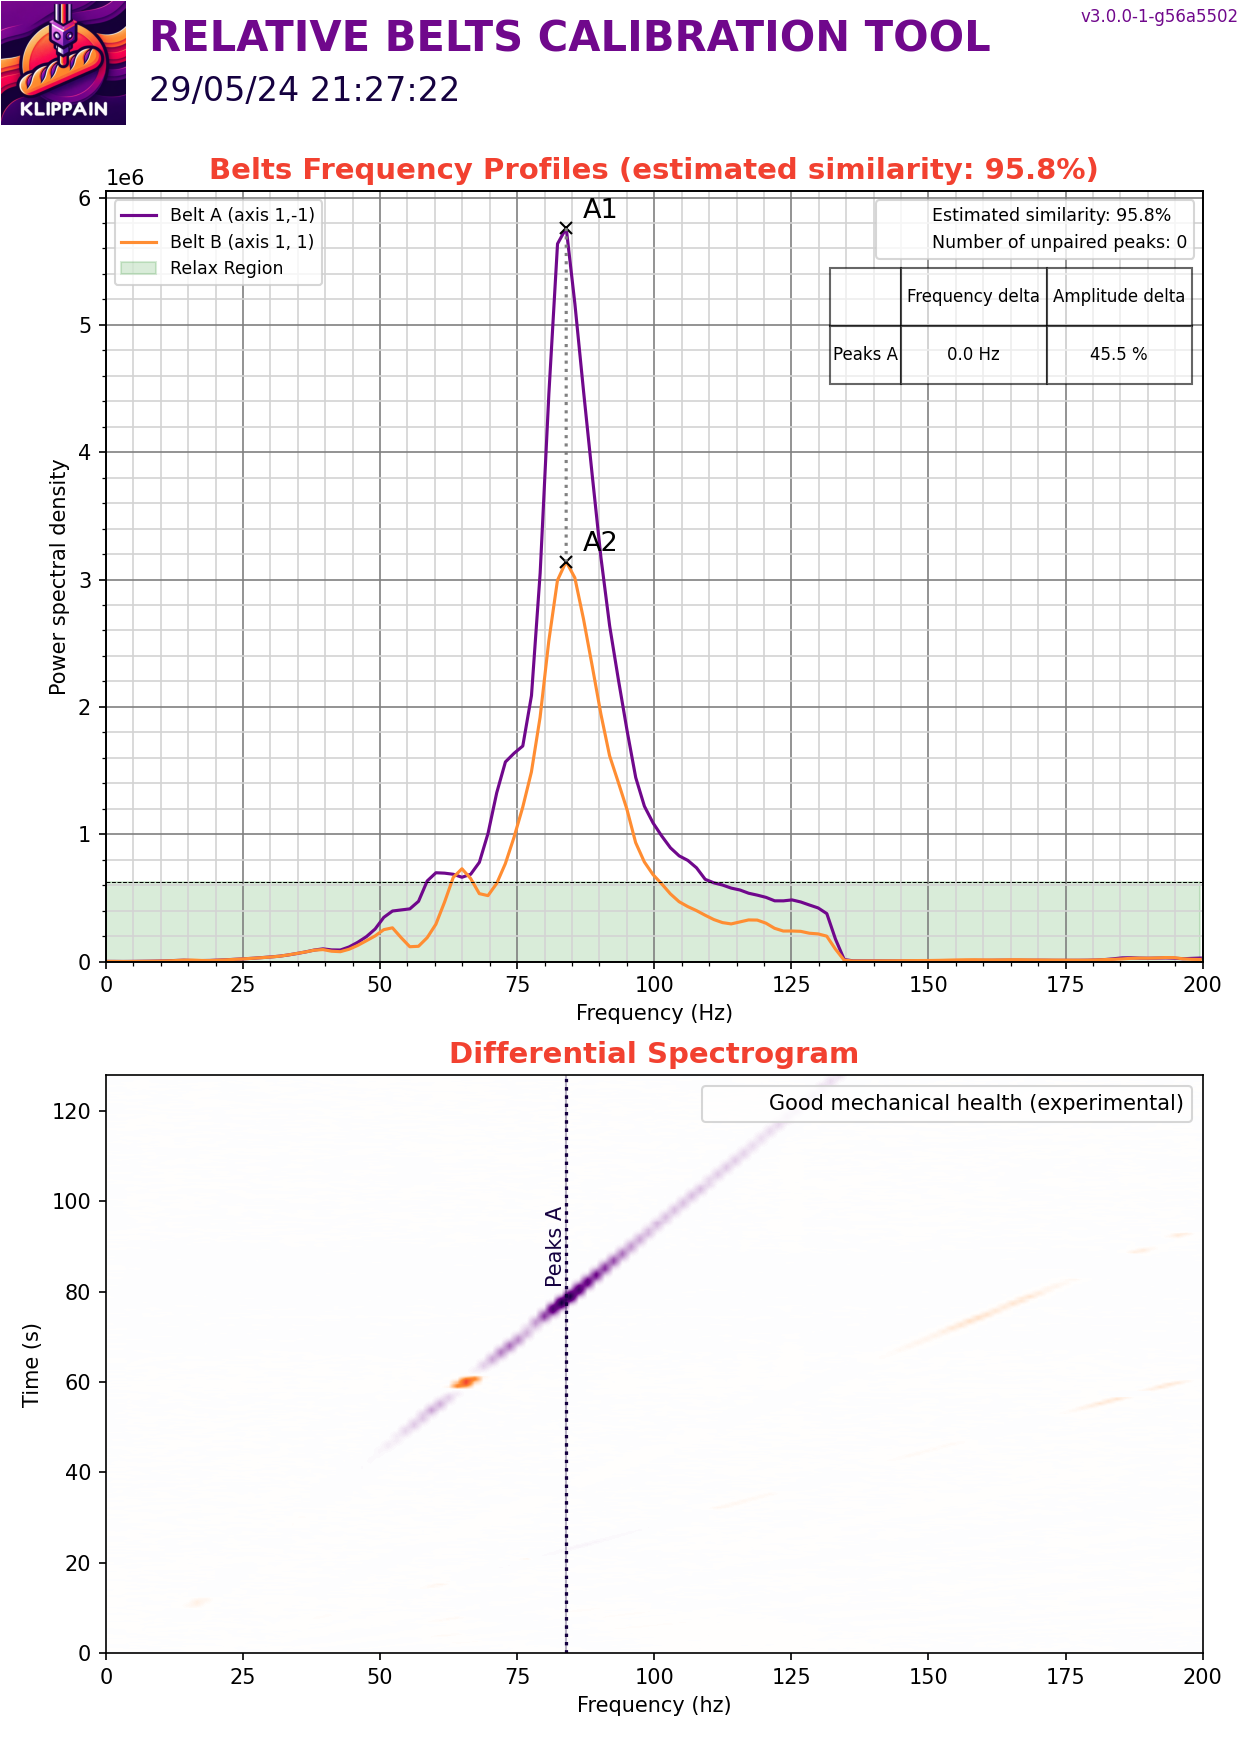 v3.0.0-1-g56a5502
RELATIVE BELTS CALIBRATION TOOL
29/05/24 21:27:22
KLIPPAIN
Belts Frequency Profiles (estimated similarity: 95.8%)
1e6
Belt A (axis 1,-1)
Belt B (axis 1, 1)
Relax Region
Estimated similarity: 95.8%
Number of unpaired peaks: 0
Frequency delta Amplitude delta
Peaks A 0.0 Hz 45.5 %
A1
A2
6
5
4
3
2
1
0
Power spectral density
0 25 50 75 100 125 150 175 200
Frequency (Hz)
Differential Spectrogram
Good mechanical health (experimental)
Peaks A
120
100
80
60
40
20
0
Time (s)
0 25 50 75 100 125 150 175 200
Frequency (hz)